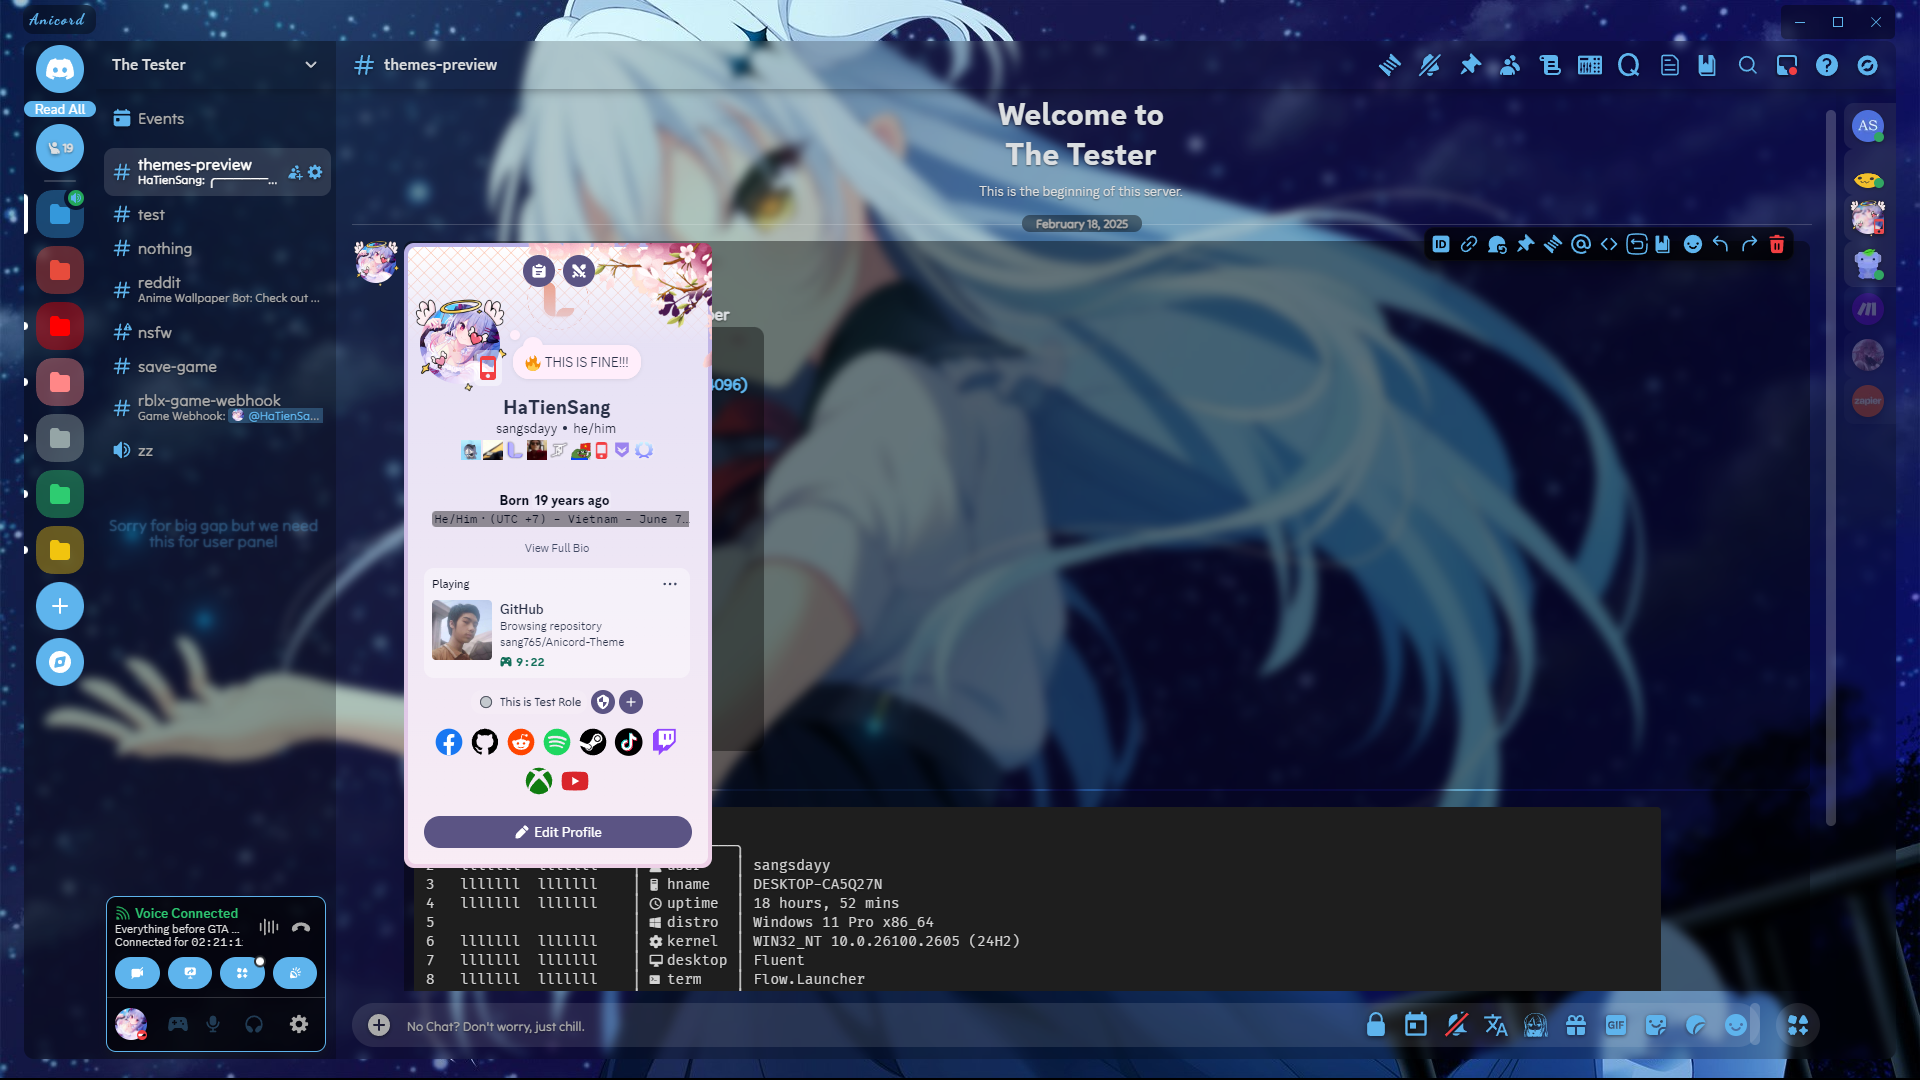 Anicord
The Tester
Read All
19
Events
themes-preview
HaTienSang:
test
nothing
reddit
Anime Wallpaper Bot: Check out ...
nsfw
save-game
rblx-game-webhook
Game Webhook: @HaTienSa...
zz
Sorry for big gap but we need
this for user panel
Voice Connected
Everything before GTA ...
Connected for 02:21:1
themes-preview
Welcome to
The Tester
This is the beginning of this server.
February 18, 2025
ID
THIS IS FINE!!!
HaTienSang
sangsdayy • he/him
Born 19 years ago
He/Him · (UTC +7) - Vietnam - June 7...
View Full Bio
Playing
GitHub
Browsing repository
sang765/Anicord-Theme
9:22
This is Test Role
Edit Profile
4096)
sangsdayy
3 lllllll lllllll hname DESKTOP-CA5Q27N
4 lllllll lllllll uptime 18 hours, 52 mins
5 distro Windows 11 Pro x86_64
6 lllllll lllllll kernel WIN32_NT 10.0.26100.2605 (24H2)
7 lllllll lllllll desktop Fluent
8 lllllll lllllll term Flow.Launcher
No Chat? Don't worry, just chill.
GIF
AS
zapier